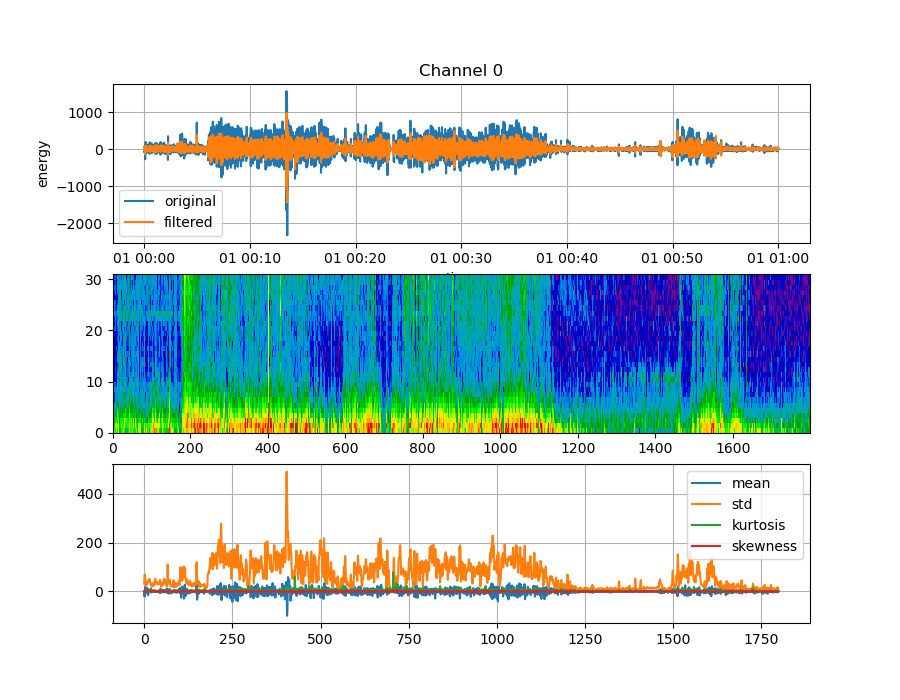 Channel 0
energy
1000
0
−1000
−2000
original
filtered
01 00:00 01 00:10 01 00:20 01 00:30 01 00:40 01 00:50 01 01:00
30
20
10
0
0 200 400 600 800 1000 1200 1400 1600
400
200
0
mean
std
kurtosis
skewness
0 250 500 750 1000 1250 1500 1750